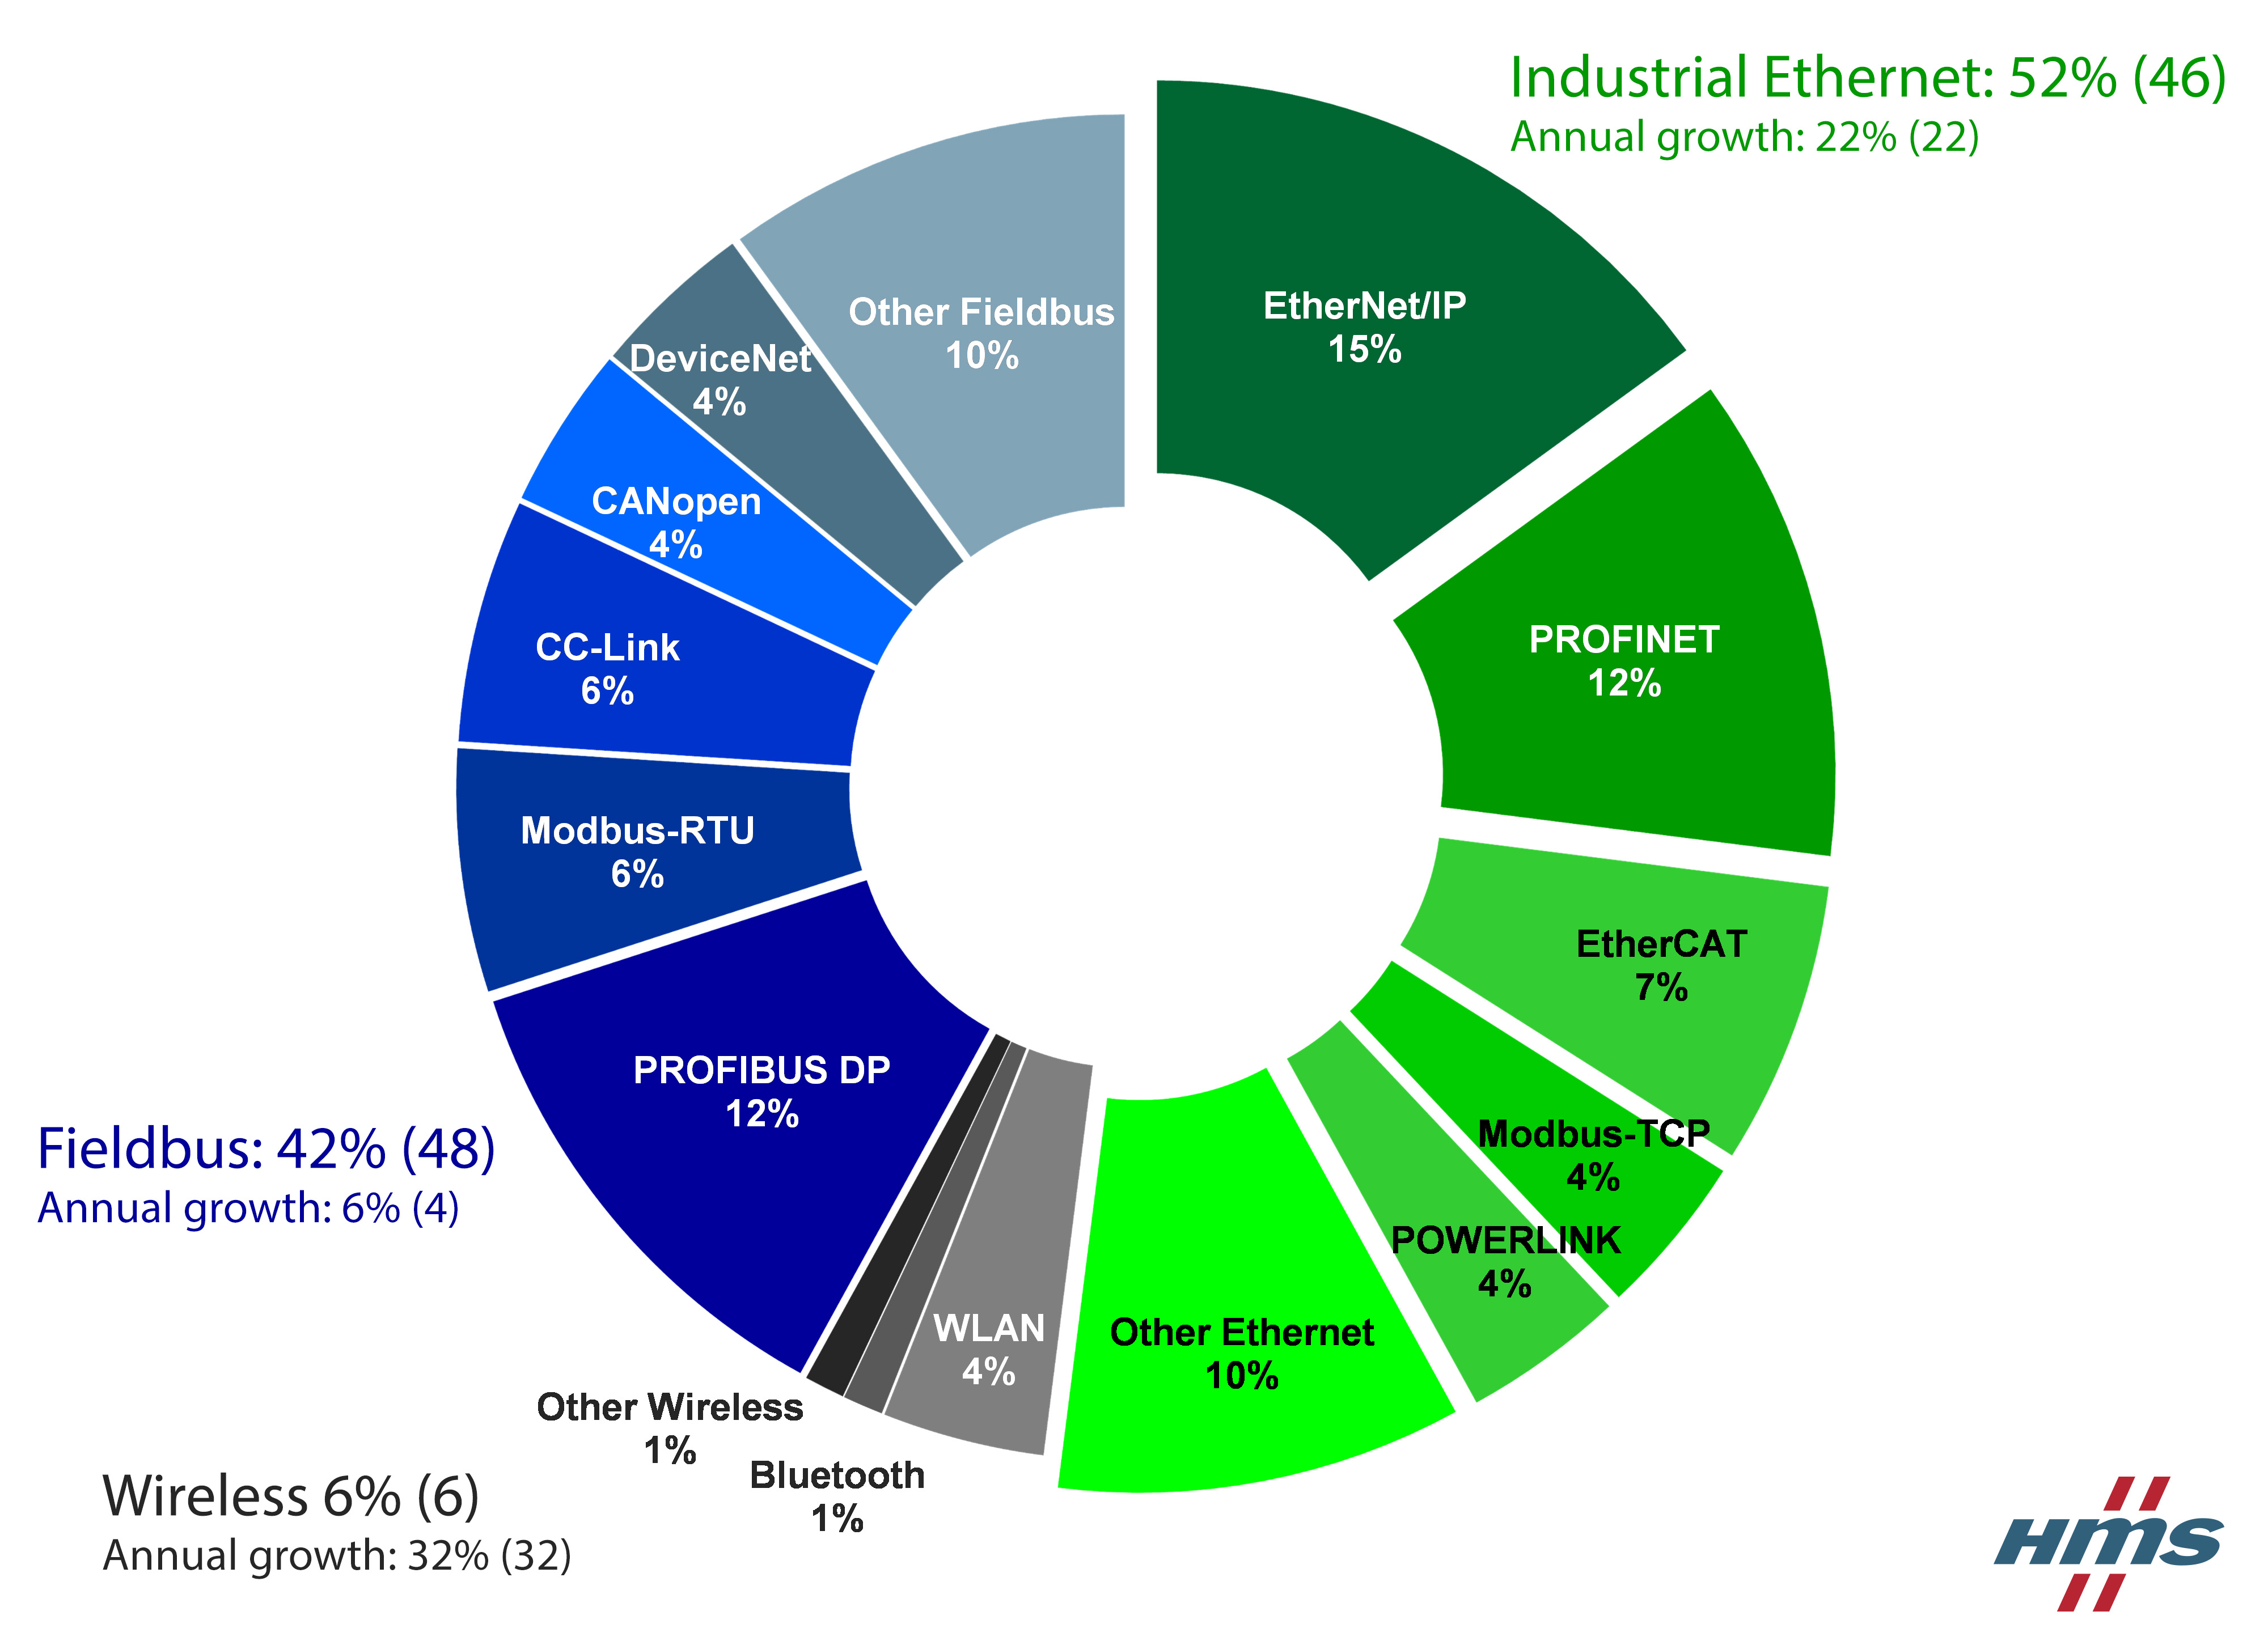 Industrial Ethernet: 52% (46)
Annual growth: 22% (22)
EtherNet/IP
15%
PROFINET
12%
EtherCAT
7%
Modbus-TCP
4%
POWERLINK
4%
Other Ethernet
10%
WLAN
4%
Bluetooth
1%
Other Wireless
1%
PROFIBUS DP
12%
Modbus-RTU
6%
CC-Link
6%
CANopen
4%
DeviceNet
4%
Other Fieldbus
10%
Fieldbus: 42% (48)
Annual growth: 6% (4)
Wireless 6% (6)
Annual growth: 32% (32)
HMS